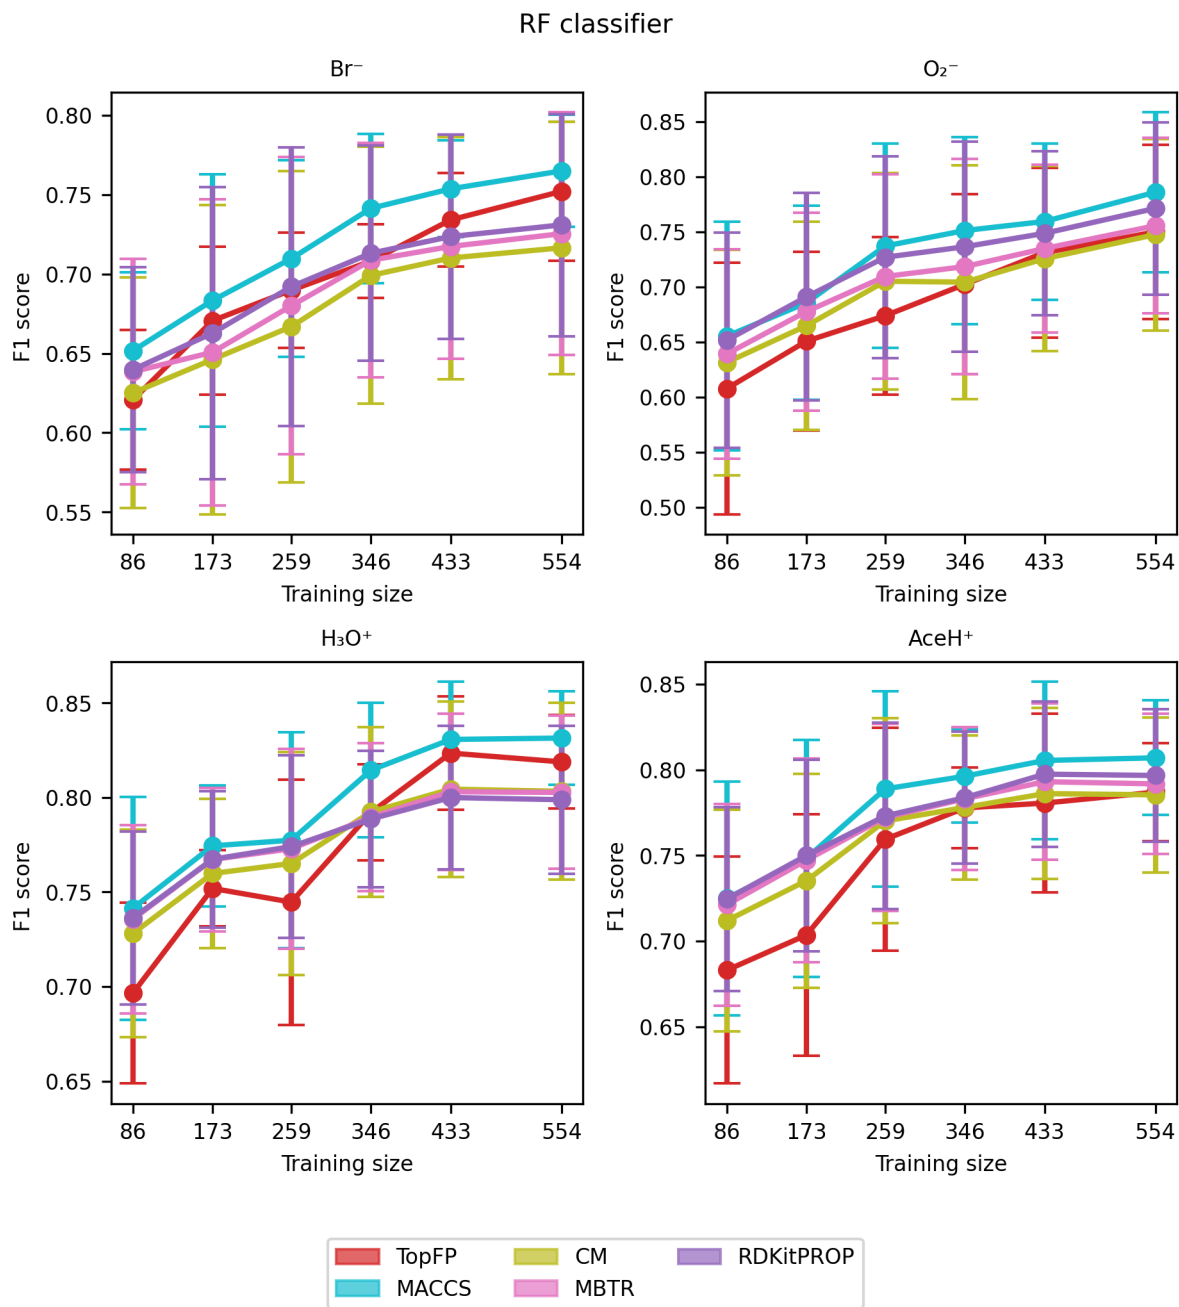 RF classifier
Br⁻
O₂⁻
0.80
0.75
0.70
0.65
0.60
0.55
F1 score
86 173 259 346 433 554
Training size
0.85
0.80
0.75
0.70
0.65
0.60
0.55
0.50
F1 score
86 173 259 346 433 554
Training size
H₃O⁺
AceH⁺
0.85
0.80
0.75
0.70
0.65
F1 score
86 173 259 346 433 554
Training size
0.85
0.80
0.75
0.70
0.65
F1 score
86 173 259 346 433 554
Training size
TopFP CM RDKitPROP
MACCS MBTR